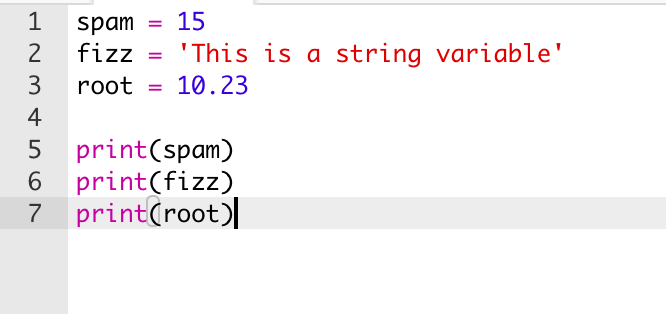 1 spam = 15
2 fizz = 'This is a string variable'
3 root = 10.23
4
5 print(spam)
6 print(fizz)
7 print(root)